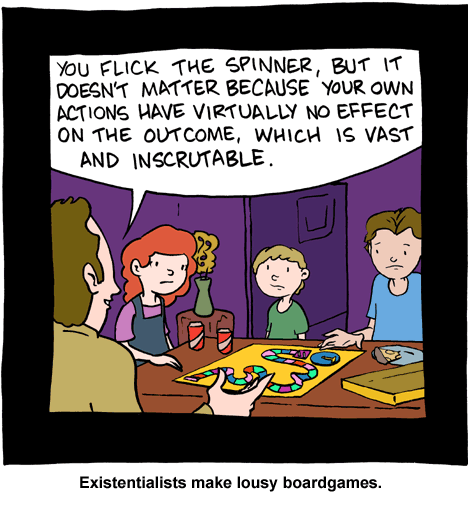 YOU FLICK THE SPINNER, BUT IT
DOESN'T MATTER BECAUSE YOUR OWN
ACTIONS HAVE VIRTUALLY NO EFFECT
ON THE OUTCOME, WHICH IS VAST
AND INSCRUTABLE.
Existentialists make lousy boardgames.